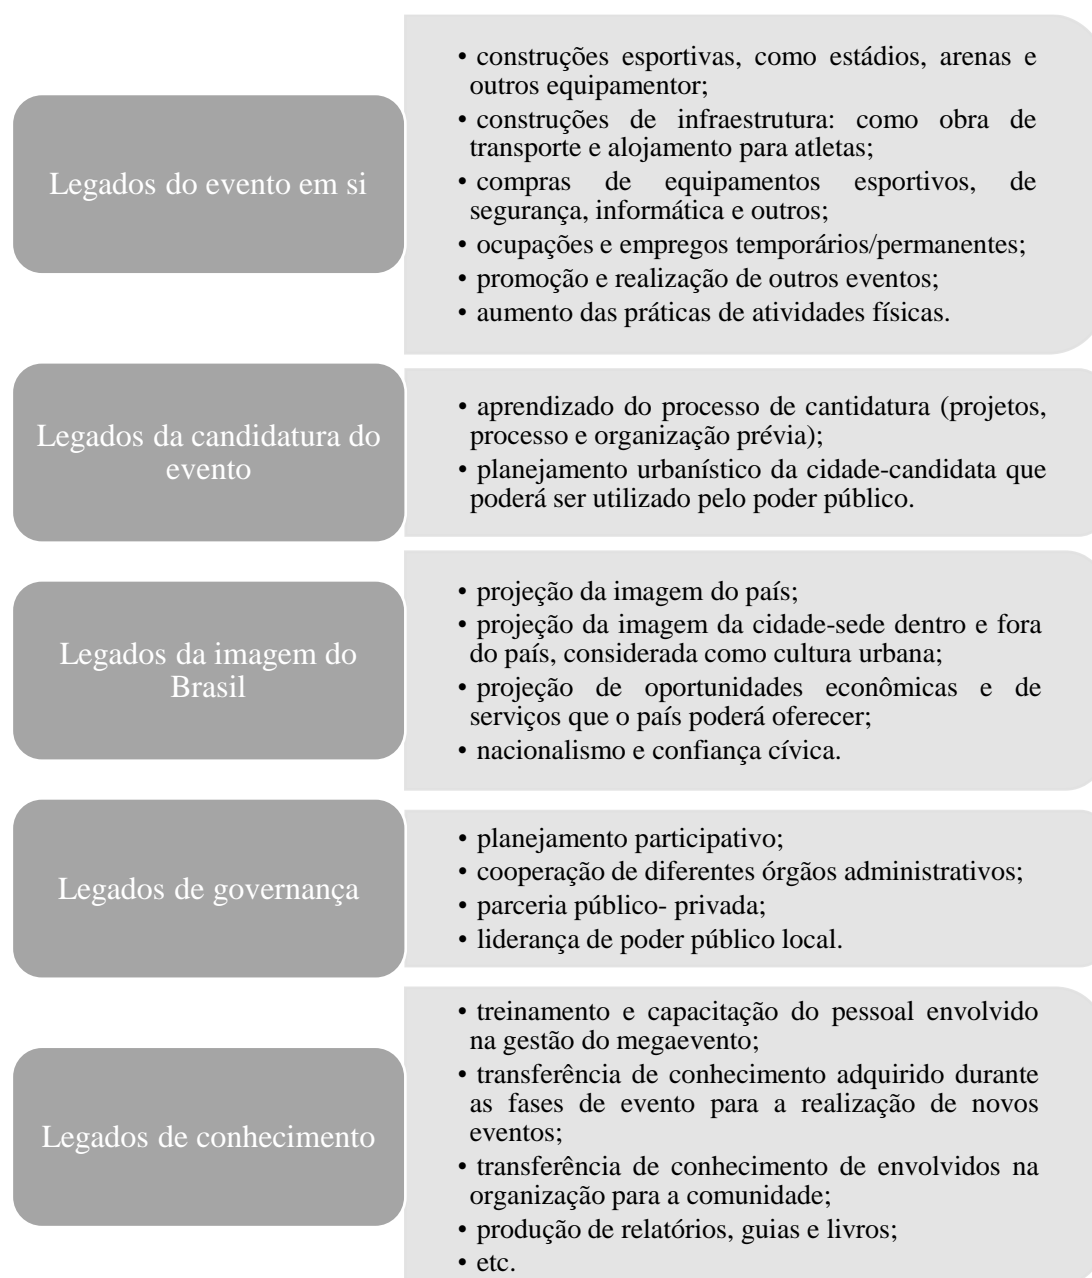 Legados do evento em si
• construções esportivas, como estádios, arenas e
outros equipamentor;
• construções de infraestrutura: como obra de
transporte e alojamento para atletas;
• compras de equipamentos esportivos, de
segurança, informática e outros;
• ocupações e empregos temporários/permanentes;
• promoção e realização de outros eventos;
• aumento das práticas de atividades físicas.
Legados da candidatura do
evento
• aprendizado do processo de cantidatura (projetos,
processo e organização prévia);
• planejamento urbanístico da cidade-candidata que
poderá ser utilizado pelo poder público.
Legados da imagem do
Brasil
• projeção da imagem do país;
• projeção da imagem da cidade-sede dentro e fora
do país, considerada como cultura urbana;
• projeção de oportunidades econômicas e de
serviços que o país poderá oferecer;
• nacionalismo e confiança cívica.
Legados de governança
• planejamento participativo;
• cooperação de diferentes órgãos administrativos;
• parceria público- privada;
• liderança de poder público local.
Legados de conhecimento
• treinamento e capacitação do pessoal envolvido
na gestão do megaevento;
• transferência de conhecimento adquirido durante
as fases de evento para a realização de novos
eventos;
• transferência de conhecimento de envolvidos na
organização para a comunidade;
• produção de relatórios, guias e livros;
• etc.